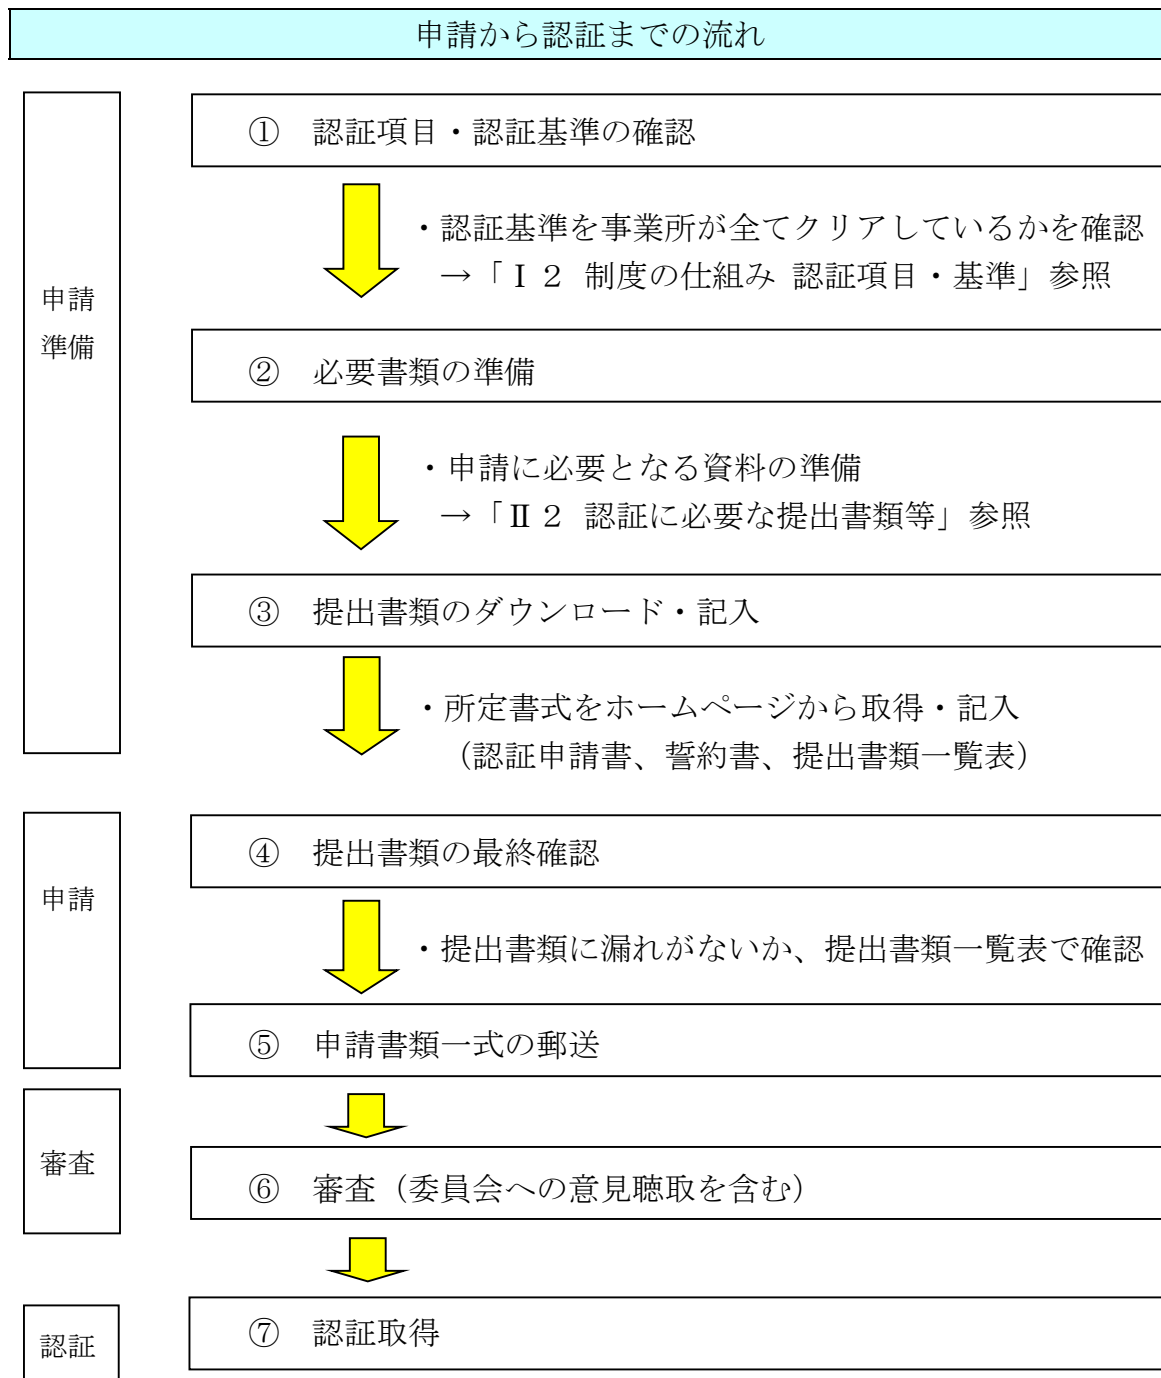 申請から認証までの流れ
申請
準備
① 認証項目・認証基準の確認
・認証基準を事業所が全てクリアしているかを確認
→「Ⅰ２ 制度の仕組み 認証項目・基準」参照
② 必要書類の準備
・申請に必要となる資料の準備
→「Ⅱ２ 認証に必要な提出書類等」参照
③ 提出書類のダウンロード・記入
・所定書式をホームページから取得・記入
（認証申請書、誓約書、提出書類一覧表）
申請
④ 提出書類の最終確認
・提出書類に漏れがないか、提出書類一覧表で確認
⑤ 申請書類一式の郵送
審査
⑥ 審査（委員会への意見聴取を含む）
認証
⑦ 認証取得